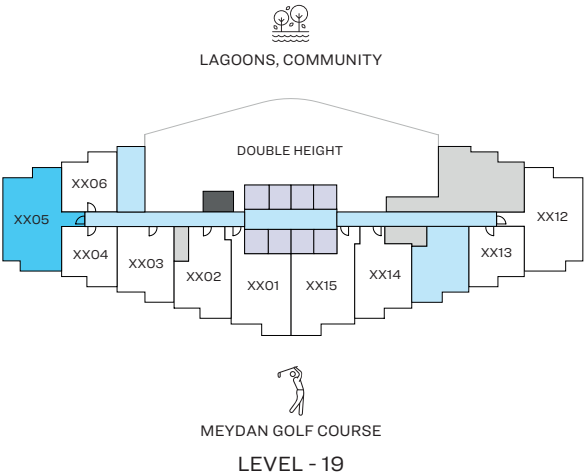 LAGOONS, COMMUNITY
DOUBLE HEIGHT
XX06
XX05
XX12
XX04
XX03
XX02
XX01
XX15
XX14
XX13
MEYDAN GOLF COURSE
LEVEL - 19